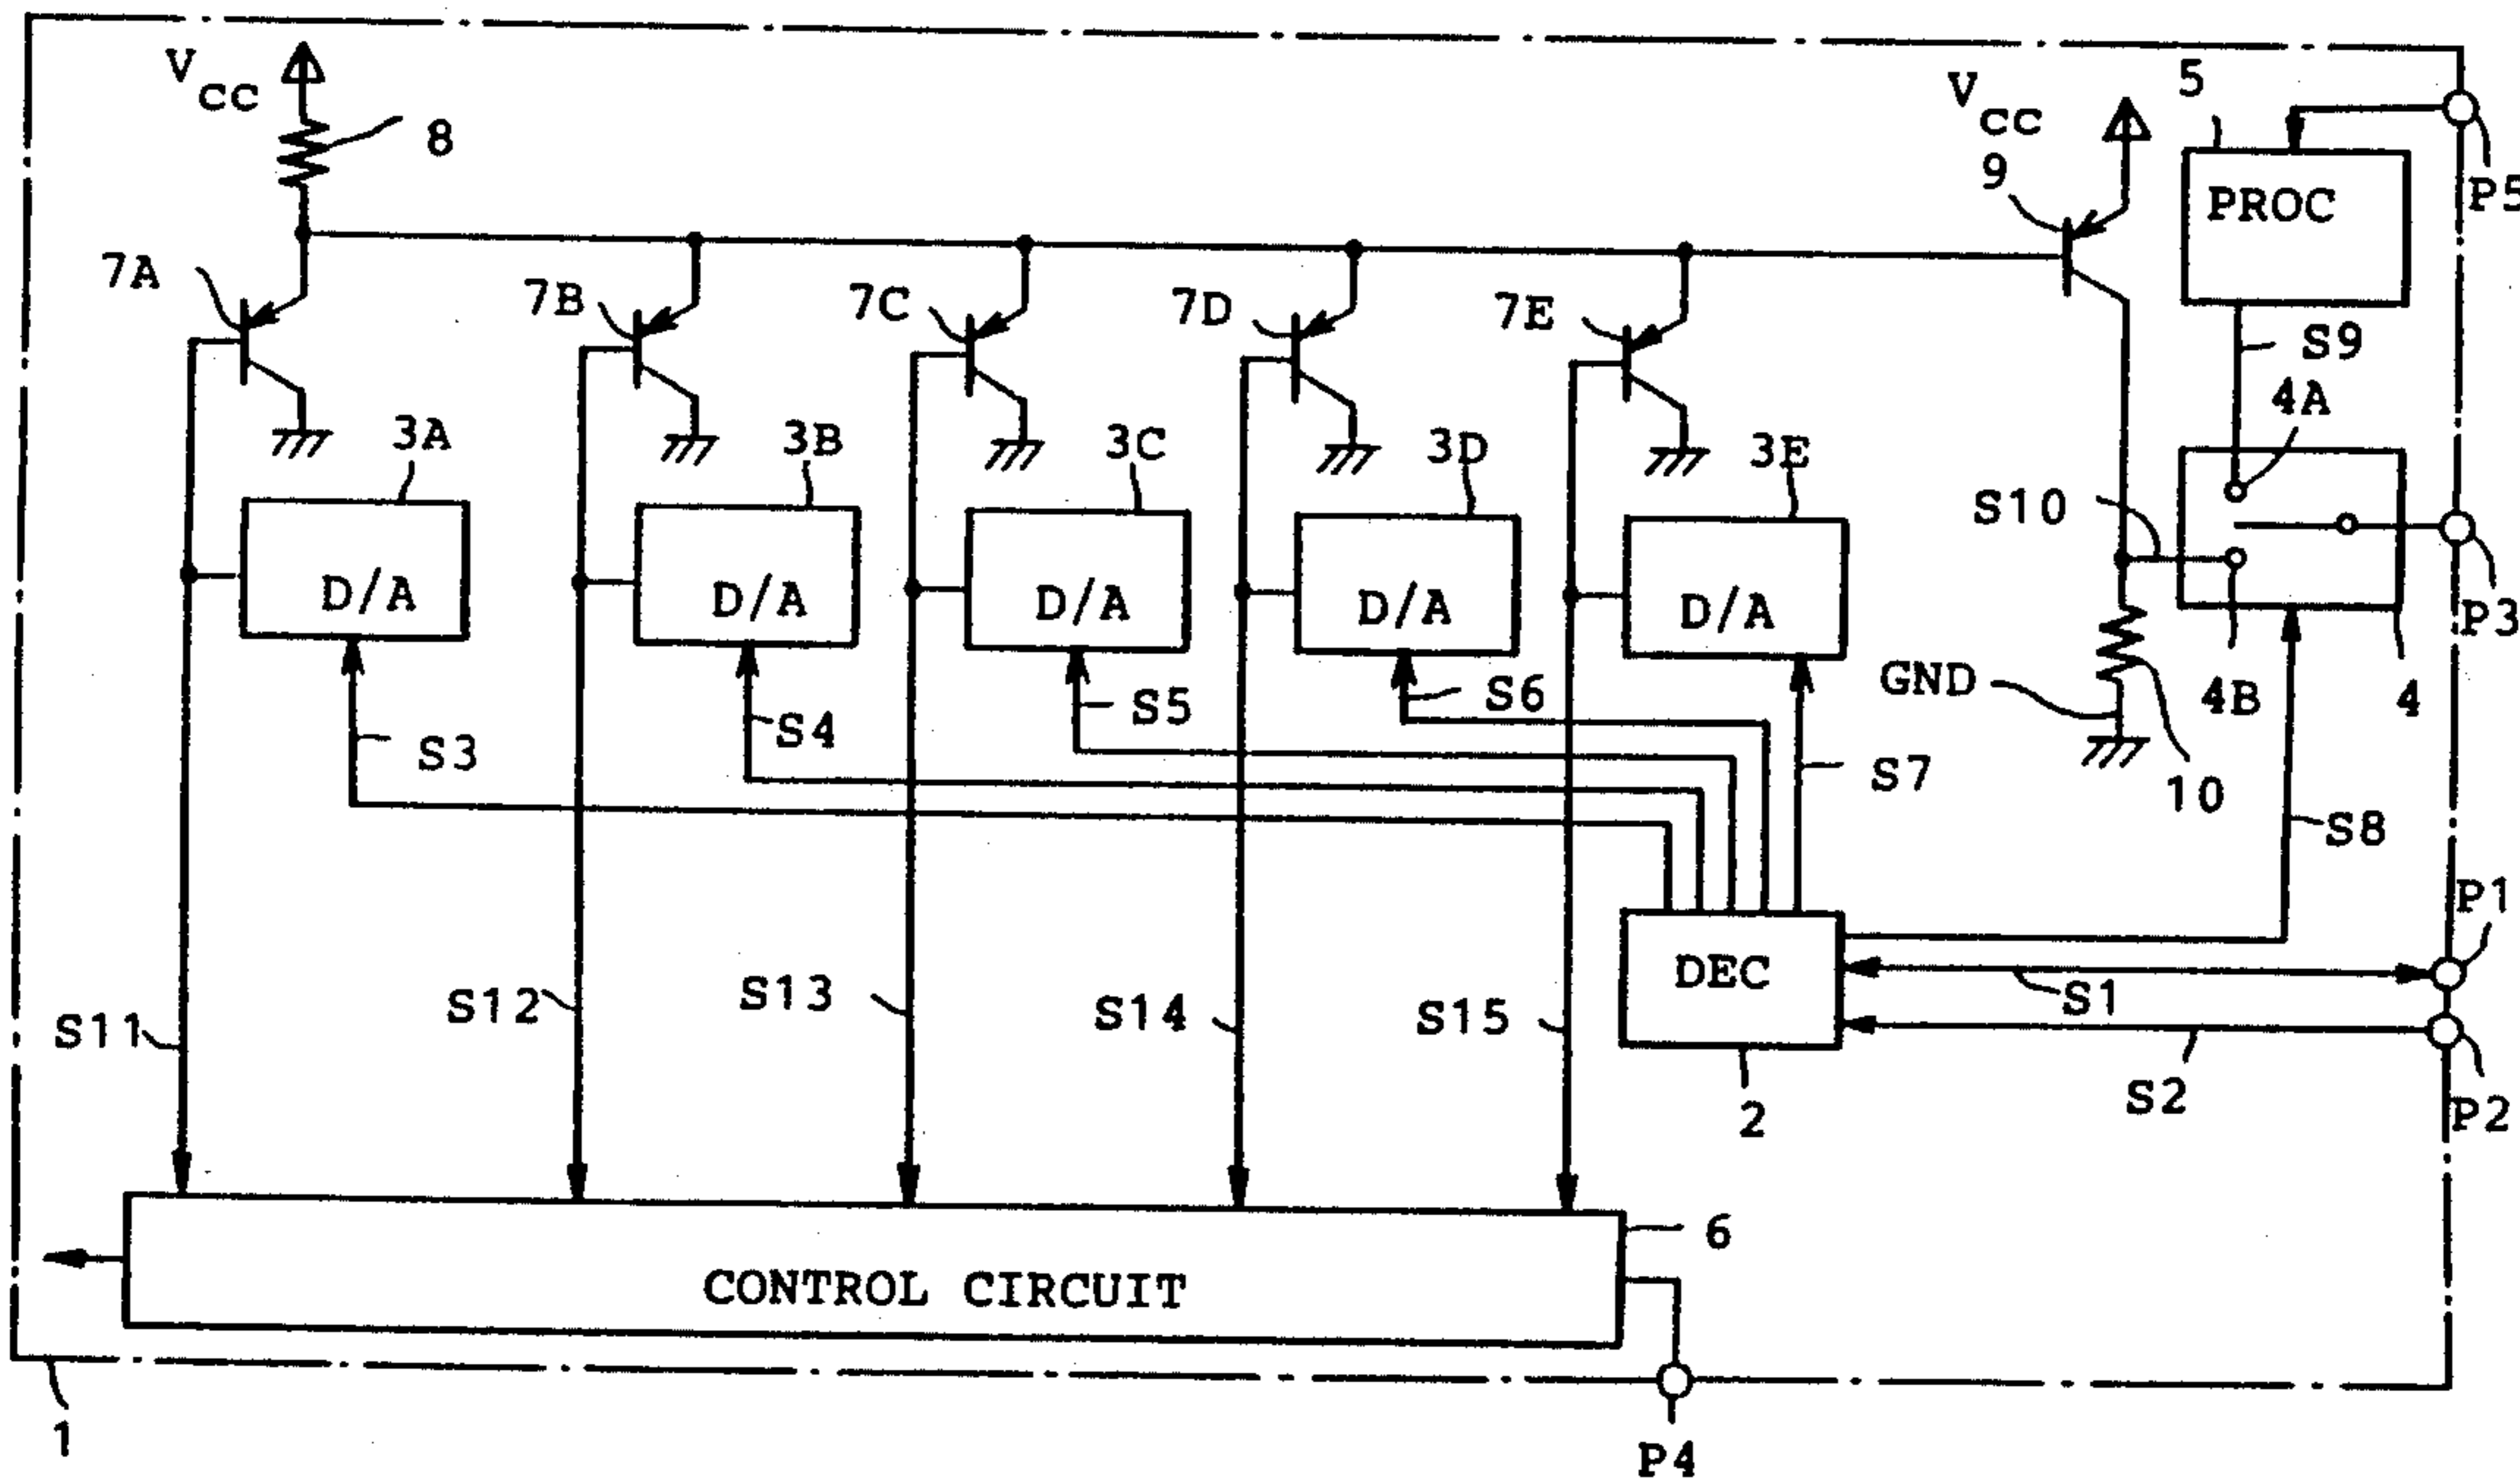 V CC
8
V CC
5
9
PROC
P5
7A
7B
7C
7D
7E
S9
4A
3A
3B
3C
3D
3E
S10
D/A
D/A
D/A
D/A
D/A
P3
GND
4B
4
S3
S4
S5
S6
S7
10
S8
P1
DEC
S1
S11
S12
S13
S14
S15
S2
P2
2
6
CONTROL CIRCUIT
1
P4